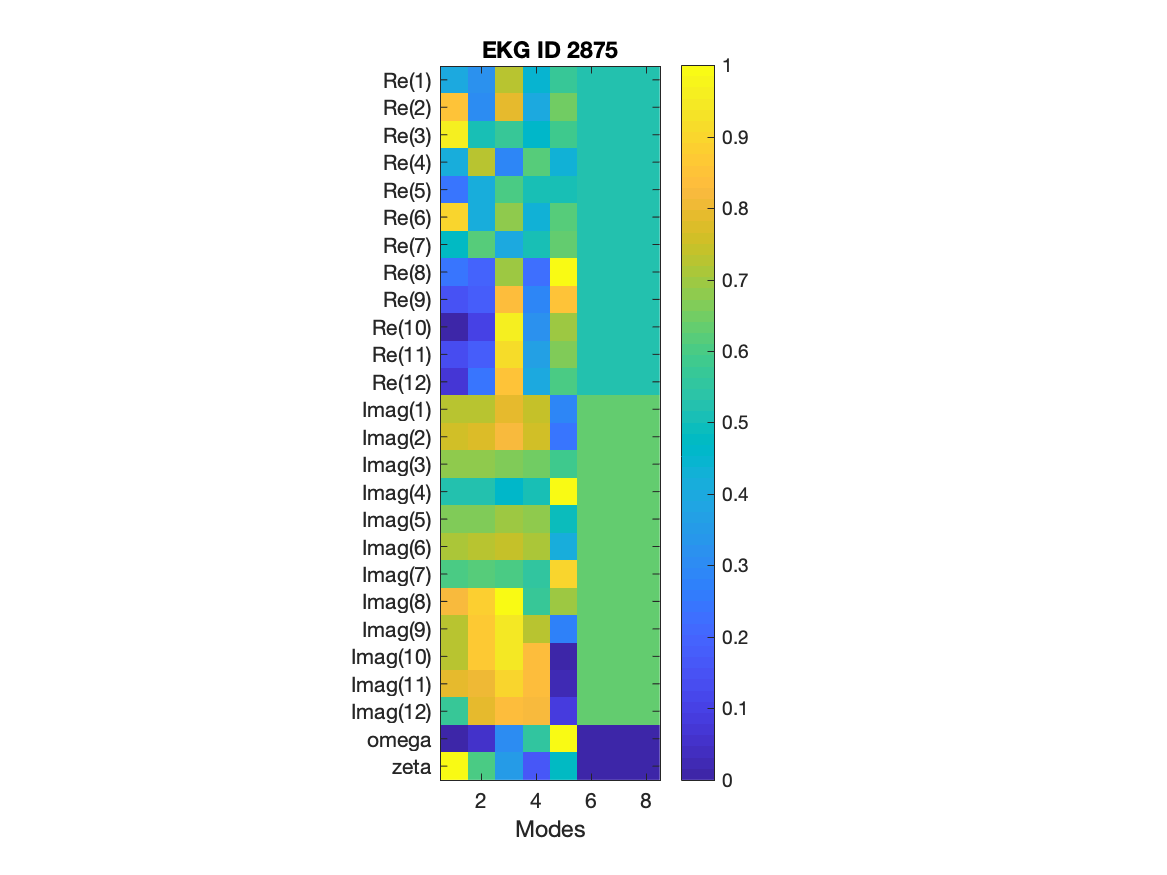 EKG ID 2875
Re(1)
Re(2)
Re(3)
Re(4)
Re(5)
Re(6)
Re(7)
Re(8)
Re(9)
Re(10)
Re(11)
Re(12)
Imag(1)
Imag(2)
Imag(3)
Imag(4)
Imag(5)
Imag(6)
Imag(7)
Imag(8)
Imag(9)
Imag(10)
Imag(11)
Imag(12)
omega
zeta
2 4 6 8
Modes
1
0.9
0.8
0.7
0.6
0.5
0.4
0.3
0.2
0.1
0